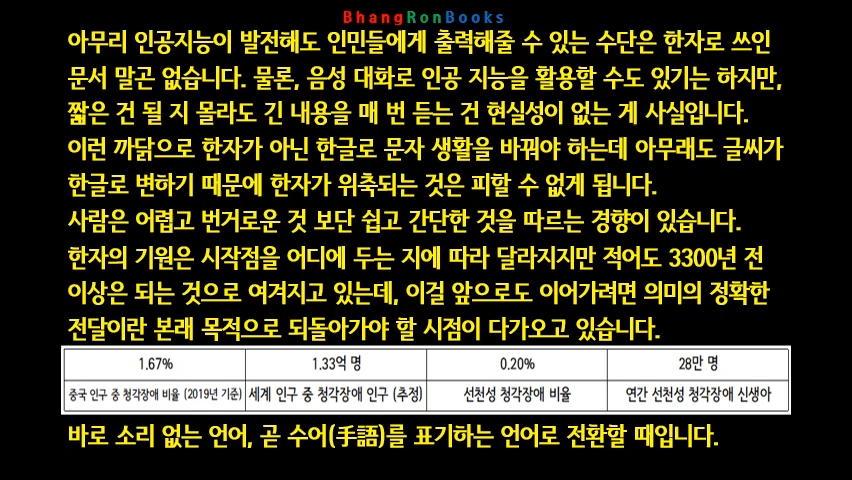 BhangRonBooks
아무리 인공지능이 발전해도 인민들에게 출력해줄 수 있는 수단은 한자로 쓰인
문서 말곤 없습니다. 물론, 음성 대화로 인공 지능을 활용할 수도 있기는 하지만,
짧은 건 될 지 몰라도 긴 내용을 매 번 듣는 건 현실성이 없는 게 사실입니다.
이런 까닭으로 한자가 아닌 한글로 문자 생활을 바꿔야 하는데 아무래도 글씨가
한글로 변하기 때문에 한자가 위축되는 것은 피할 수 없게 됩니다.
사람은 어렵고 번거로운 것 보단 쉽고 간단한 것을 따르는 경향이 있습니다.
한자의 기원은 시작점을 어디에 두는 지에 따라 달라지지만 적어도 3300년 전
이상은 되는 것으로 여겨지고 있는데, 이걸 앞으로도 이어가려면 의미의 정확한
전달이란 본래 목적으로 되돌아가야 할 시점이 다가오고 있습니다.
1.67% 1.33억 명 0.20% 28만 명
중국 인구 중 청각장애 비율 (2019년 기준) 세계 인구 중 청각장애 인구 (추정) 선천성 청각장애 비율 연간 선천성 청각장애 신생아
바로 소리 없는 언어, 곧 수어(手語)를 표기하는 언어로 전환할 때입니다.